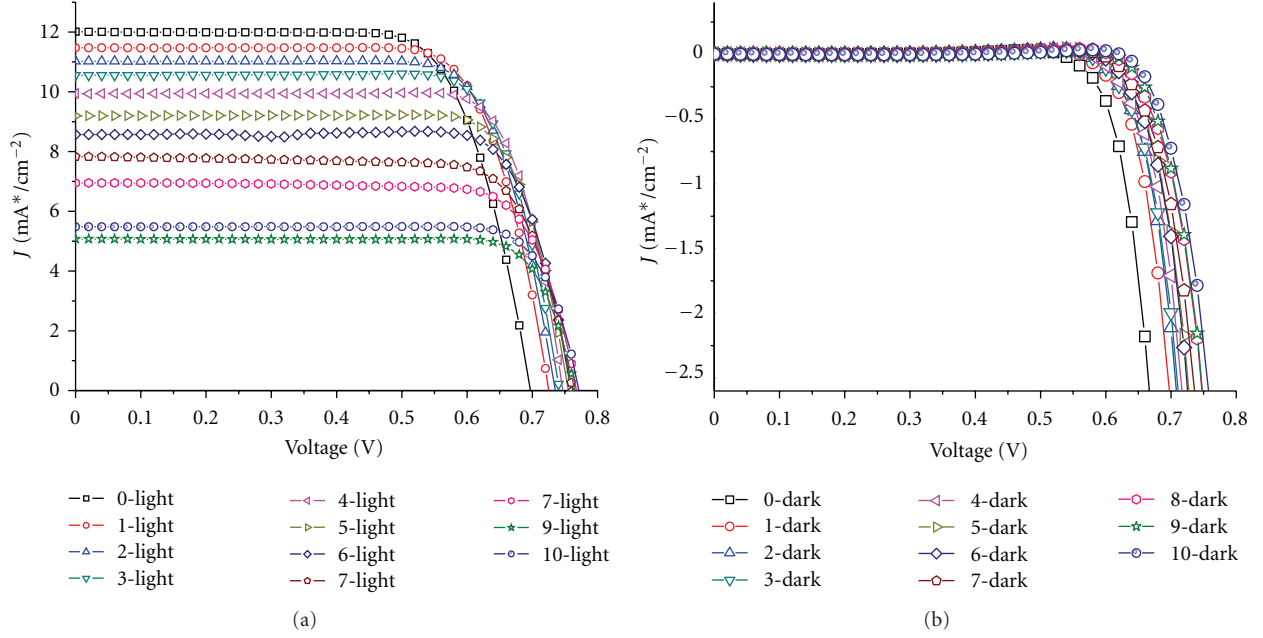 12
10
8
6
4
2
0
J (mA*/cm−2)
0 0.1 0.2 0.3 0.4 0.5 0.6 0.7 0.8
Voltage (V)
0-light
1-light
2-light
3-light
4-light
5-light
6-light
7-light
7-light
9-light
10-light
(a)
0
−0.5
−1
−1.5
−2
−2.5
J (mA*/cm−2)
0 0.1 0.2 0.3 0.4 0.5 0.6 0.7 0.8
Voltage (V)
0-dark
1-dark
2-dark
3-dark
4-dark
5-dark
6-dark
7-dark
8-dark
9-dark
10-dark
(b)